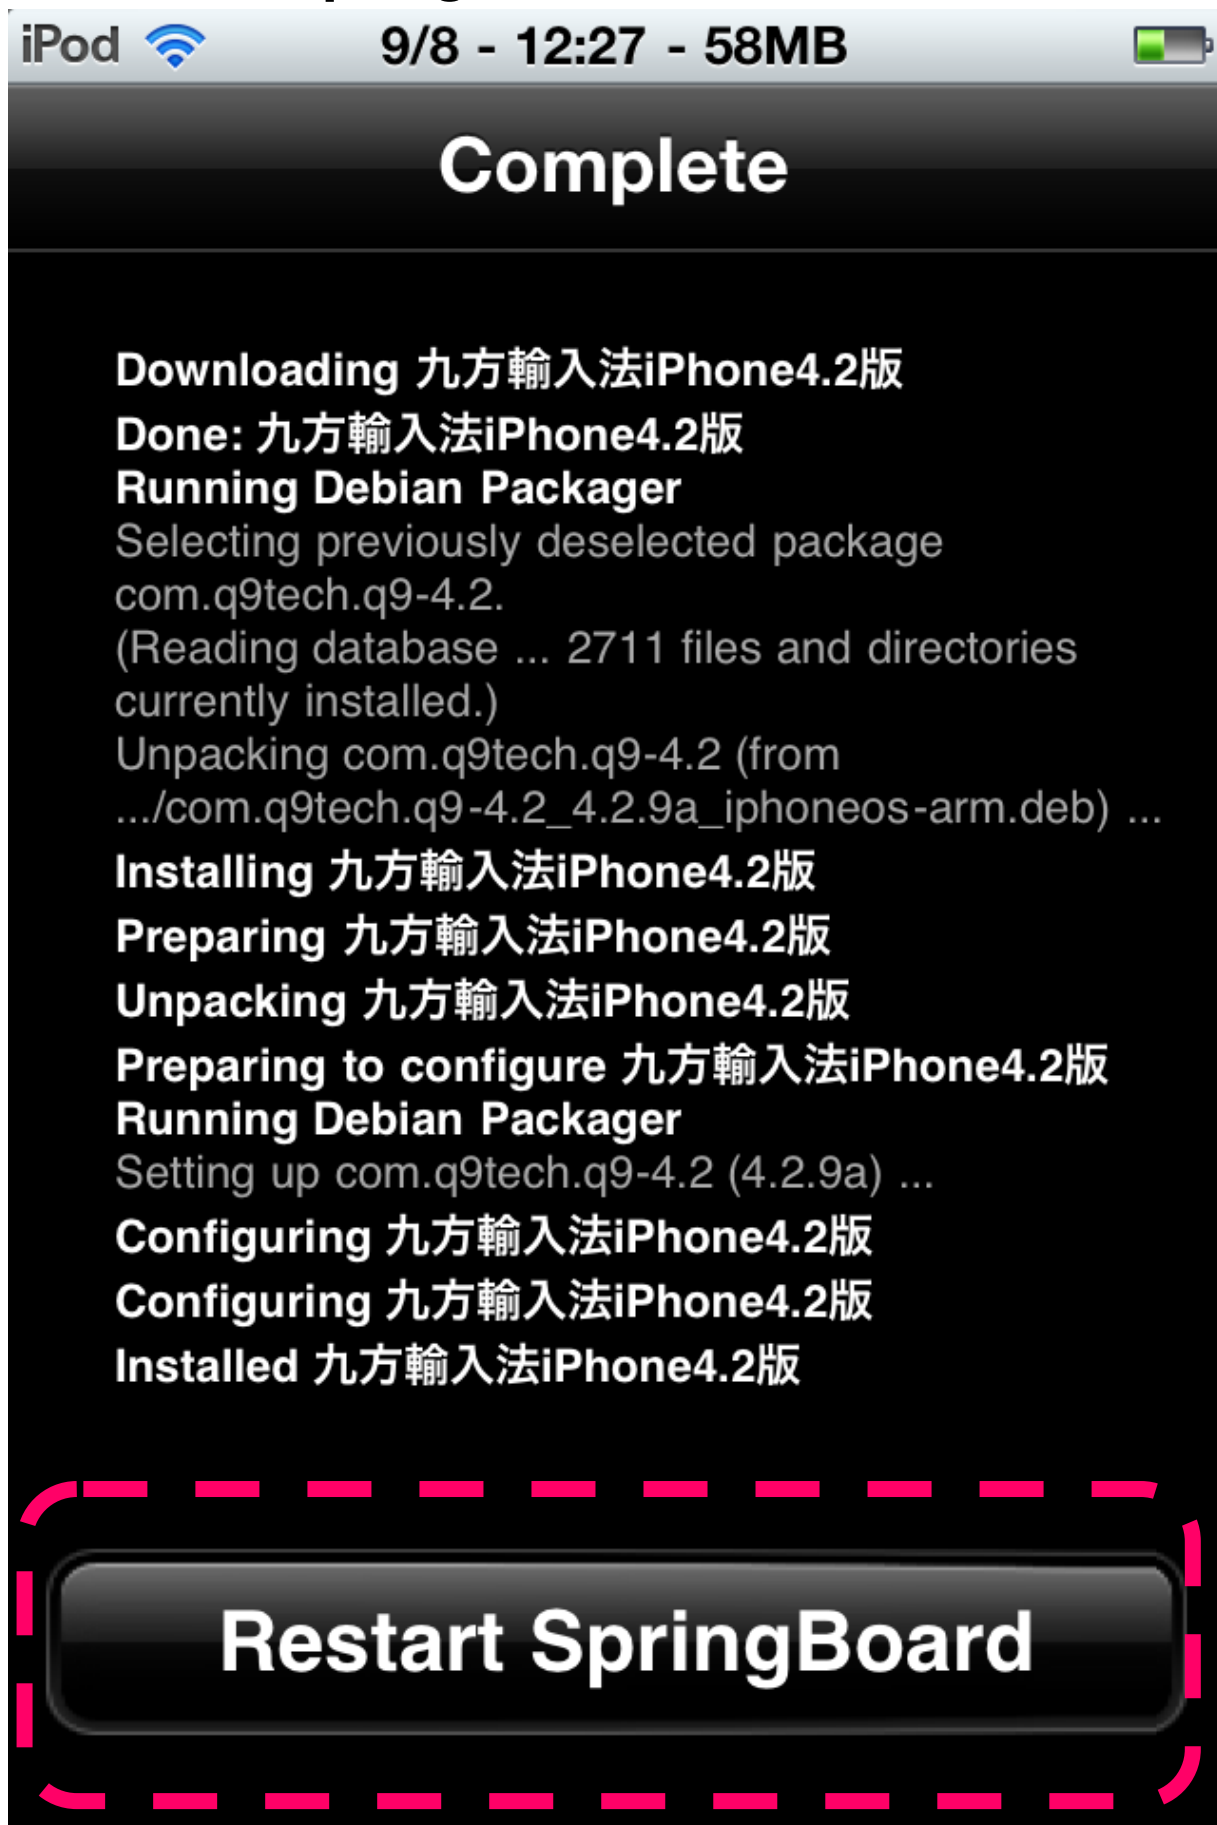 iPod 9/8 - 12:27 - 58MB
Complete
Downloading 九方輸入法iPhone4.2版
Done: 九方輸入法iPhone4.2版
Running Debian Packager
Selecting previously deselected package
com.q9tech.q9-4.2.
(Reading database ... 2711 files and directories
currently installed.)
Unpacking com.q9tech.q9-4.2 (from
.../com.q9tech.q9-4.2_4.2.9a_iphoneos-arm.deb) ...
Installing 九方輸入法iPhone4.2版
Preparing 九方輸入法iPhone4.2版
Unpacking 九方輸入法iPhone4.2版
Preparing to configure 九方輸入法iPhone4.2版
Running Debian Packager
Setting up com.q9tech.q9-4.2 (4.2.9a) ...
Configuring 九方輸入法iPhone4.2版
Configuring 九方輸入法iPhone4.2版
Installed 九方輸入法iPhone4.2版
Restart SpringBoard